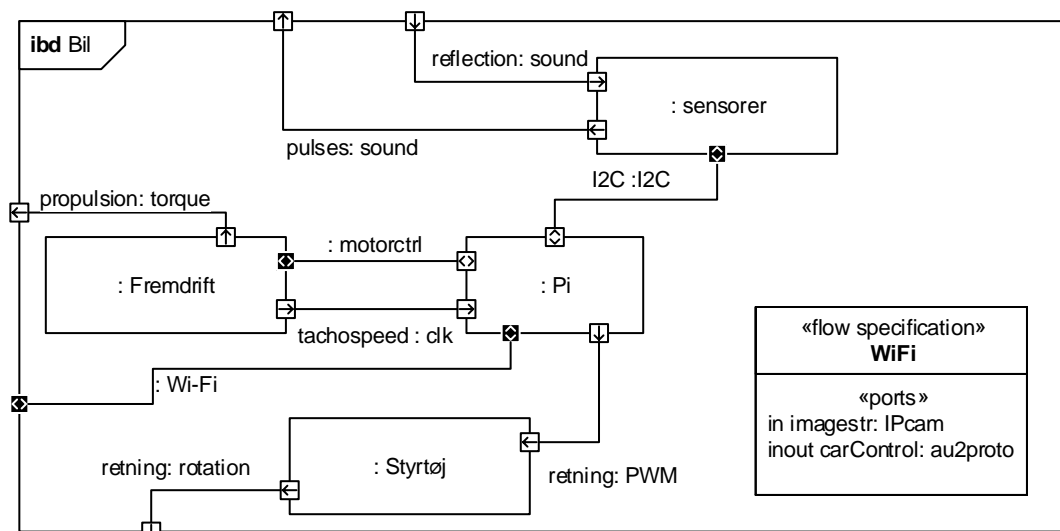 ibd Bil
reflection: sound
: sensorer
pulses: sound
I2C :I2C
propulsion: torque
: motorctrl
: Fremdrift
: Pi
tachospeed : clk
: Wi-Fi
«flow specification»
WiFi
«ports»
in imagestr: IPcam
inout carControl: au2proto
retning: rotation
: Styrtøj
retning: PWM